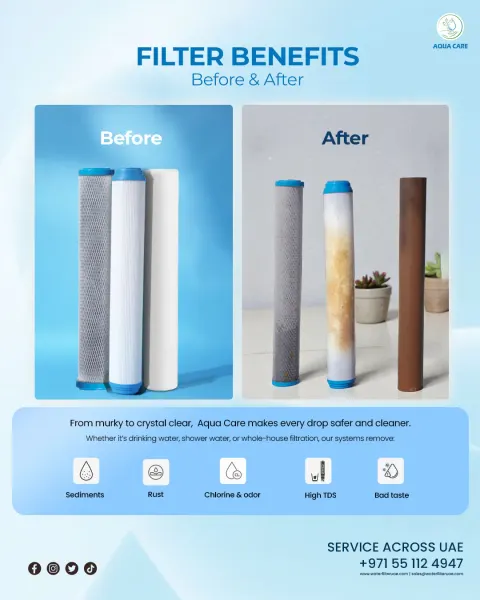 AQUA CARE
FILTER BENEFITS
Before & After
Before
After
From murky to crystal clear, Aqua Care makes every drop safer and cleaner.
Whether it's drinking water, shower water, or whole-house filtration, our systems remove:
Sediments
Rust
Chlorine & odor
High TDS
Bad taste
SERVICE ACROSS UAE
+971 55 112 4947